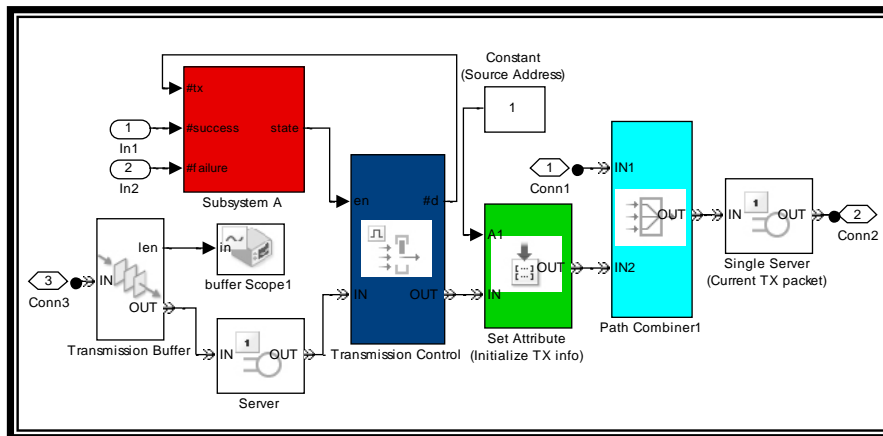 Constant
(Source Address)
1
#tx
#success
#failure
state
Subsystem A
1
In1
2
In2
en
#d
IN
OUT
Transmission Control
len
IN
OUT
Transmission Buffer
3
Conn3
in
buffer Scope1
1
IN
OUT
Server
A1
OUT
IN
[...]
Set Attribute
(Initialize TX info)
1
Conn1
IN1
OUT
IN2
Path Combiner1
1
IN
OUT
Single Server
(Current TX packet)
2
Conn2